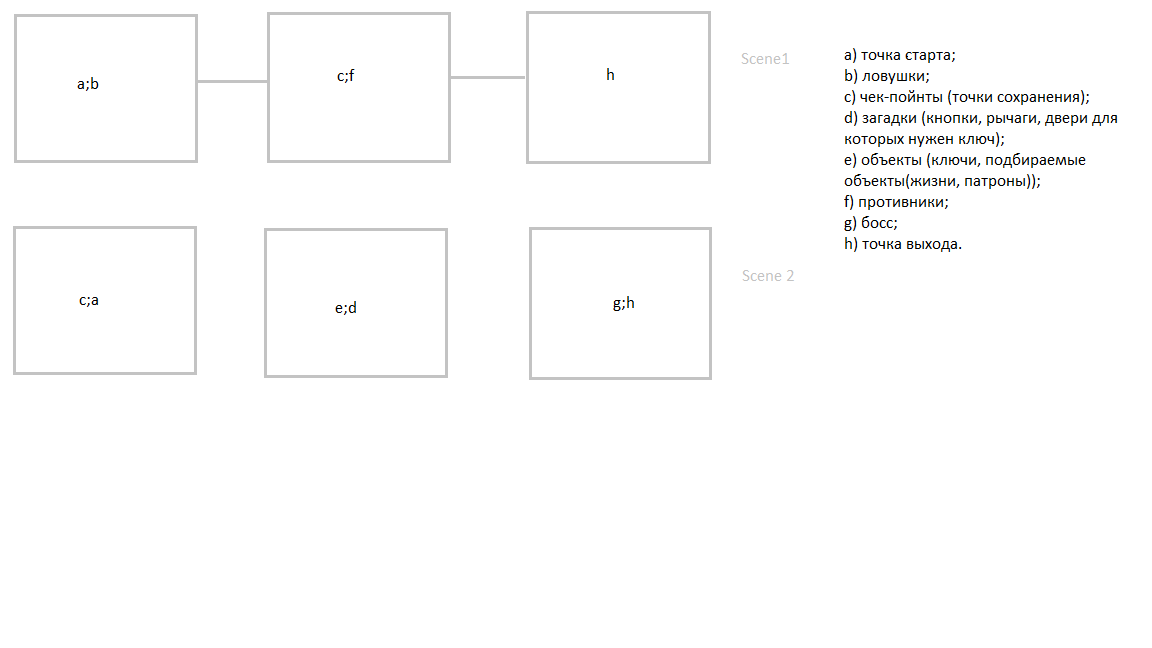 a;b
c;f
h
Scene1
a) точка старта;
b) ловушки;
c) чек-пойнты (точки сохранения);
d) загадки (кнопки, рычаги, двери для
которых нужен ключ);
e) объекты (ключи, подбираемые
объекты(жизни, патроны));
f) противники;
g) босс;
h) точка выхода.
c;a
e;d
g;h
Scene 2